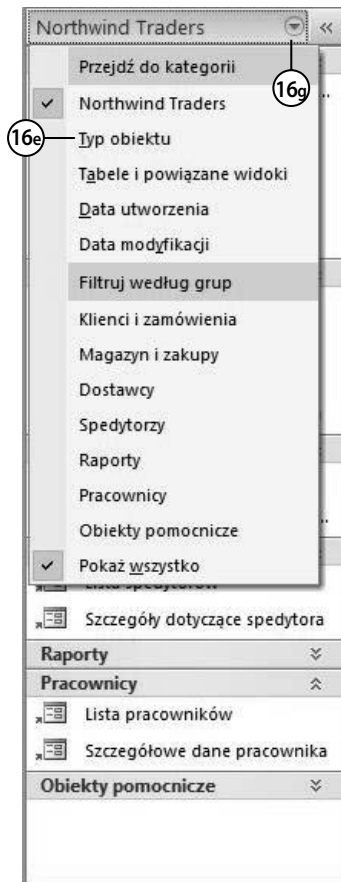 Northwind Traders «
Przejdź do kategorii
16g
Northwind Traders
16e
Typ obiektu
Tabele i powiązane widoki
Data utworzenia
Data modyfikacji
Filtruj według grup
Klienci i zamówienia
Magazyn i zakupy
Dostawcy
Spedytorzy
Raporty
Pracownicy
Obiekty pomocnicze
Pokaż wszystko
Szczegóły dotyczące spedytora
Raporty
Pracownicy
Lista pracowników
Szczegółowe dane pracownika
Obiekty pomocnicze